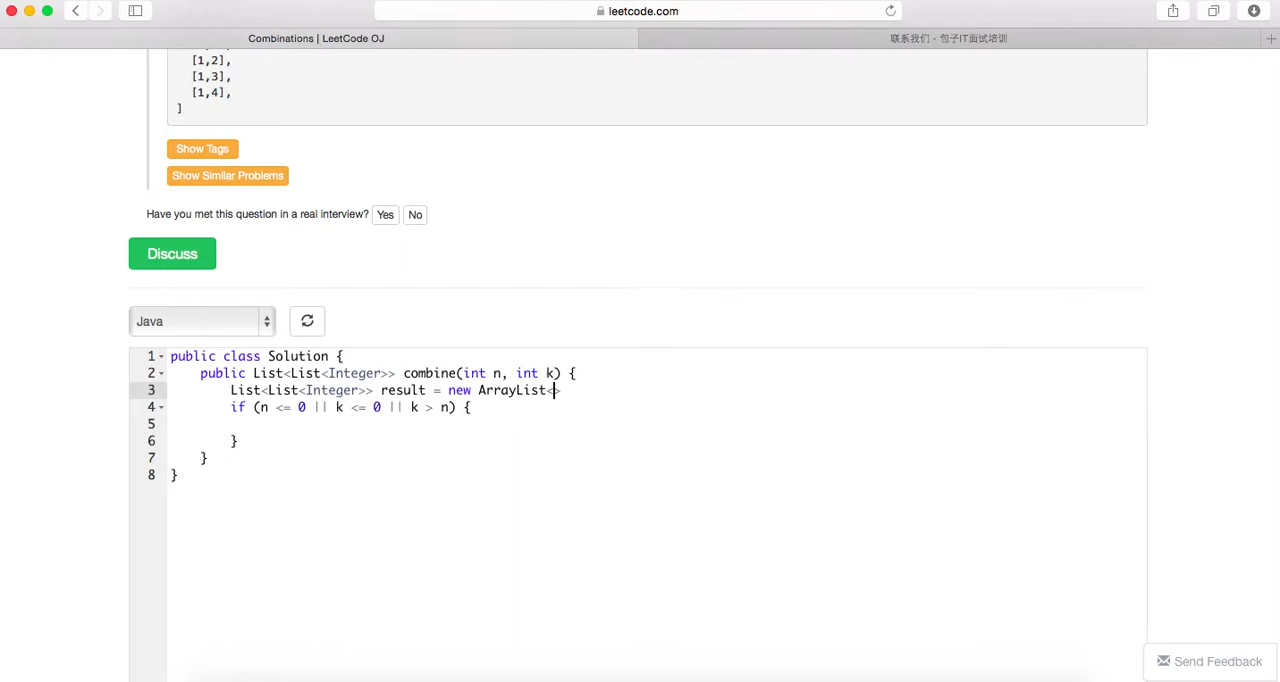 leetcode.com
Combinations | LeetCode OJ
联系我们 - 包子IT面试培训
[1,2],
[1,3],
[1,4],
]
Show Tags
Show Similar Problems
Have you met this question in a real interview? Yes No
Discuss
Java
1 public class Solution {
2     public List<List<Integer>> combine(int n, int k) {
3         List<List<Integer>> result = new ArrayList<>
4         if (n <= 0 || k <= 0 || k > n) {
5
6         }
7     }
8 }
Send Feedback